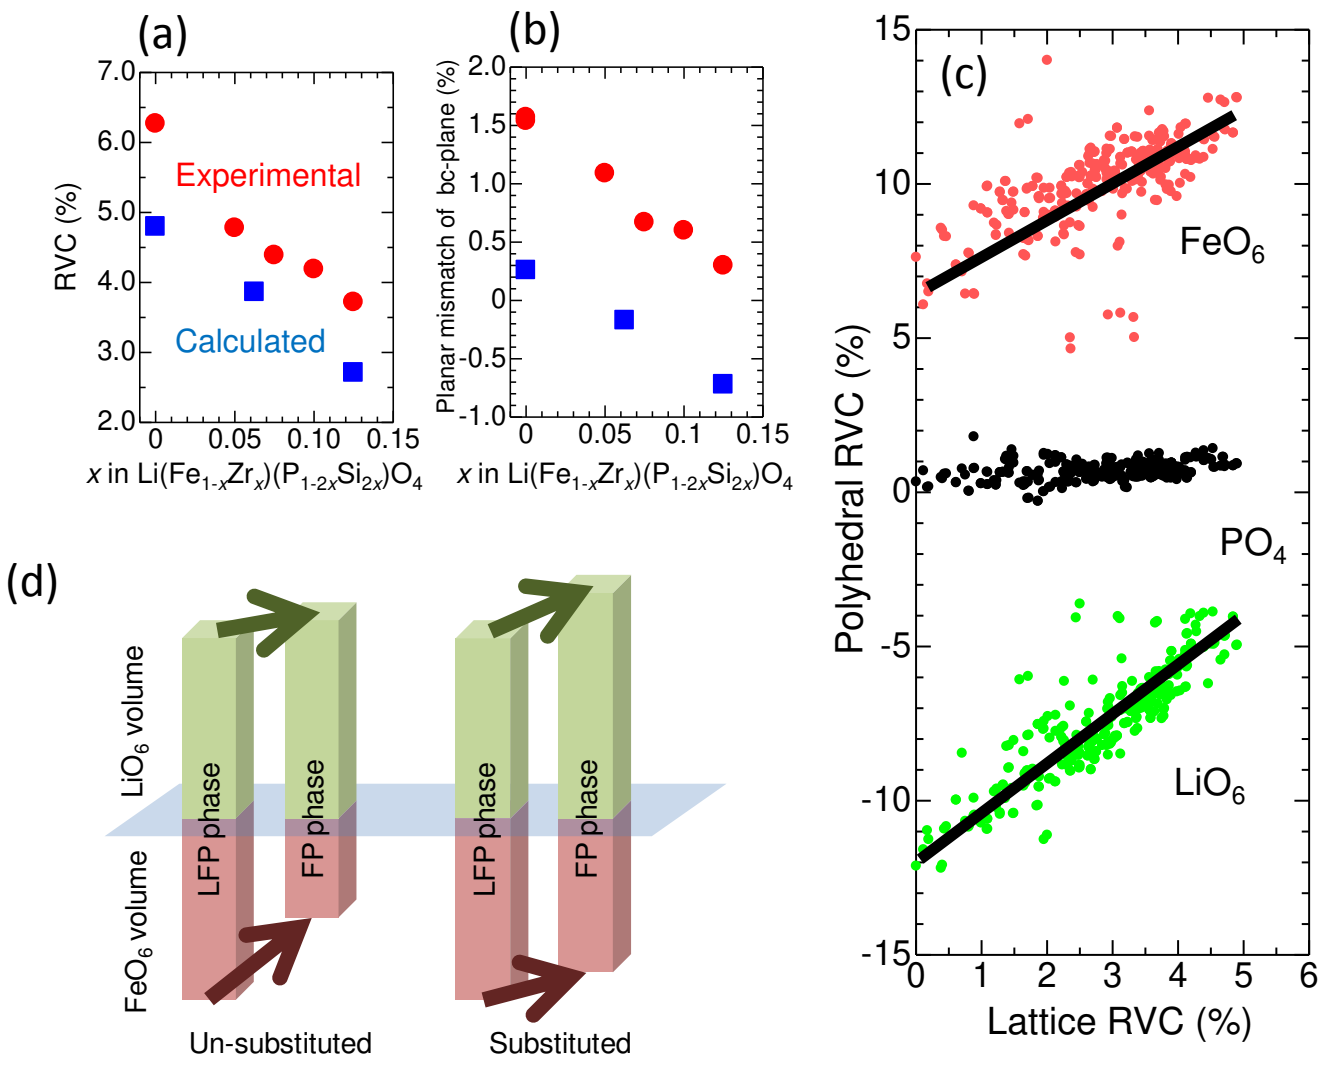 (a)
7.0
6.0
5.0
4.0
3.0
2.0
RVC (%)
Experimental
Calculated
0 0.05 0.10 0.15
x in Li(Fe1-xZrx)(P1-2xSi2x)O4
(b)
2.0
1.5
1.0
0.5
0
-0.5
-1.0
Planar mismatch of bc-plane (%)
0 0.05 0.10 0.15
x in Li(Fe1-xZrx)(P1-2xSi2x)O4
(c)
15
10
5
0
-5
-10
-15
Polyhedral RVC (%)
FeO6
PO4
LiO6
0 1 2 3 4 5 6
Lattice RVC (%)
(d)
LiO6 volume
FeO6 volume
LFP phase
FP phase
LFP phase
FP phase
Un-substituted
Substituted